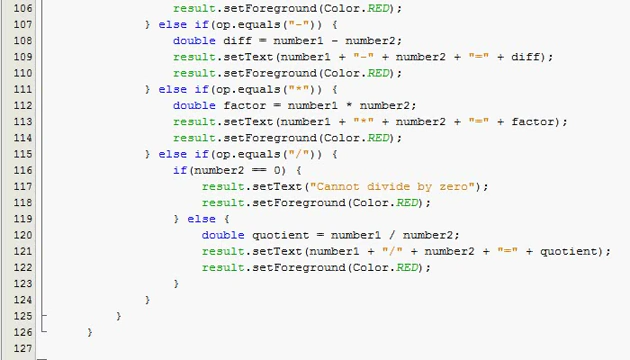 106 result.setForeground(Color.RED);
107 } else if(op.equals("-")) {
108 double diff = number1 - number2;
109 result.setText(number1 + "-" + number2 + "=" + diff);
110 result.setForeground(Color.RED);
111 } else if(op.equals("*")) {
112 double factor = number1 * number2;
113 result.setText(number1 + "*" + number2 + "=" + factor);
114 result.setForeground(Color.RED);
115 } else if(op.equals("/")) {
116 if(number2 == 0) {
117 result.setText("Cannot divide by zero");
118 result.setForeground(Color.RED);
119 } else {
120 double quotient = number1 / number2;
121 result.setText(number1 + "/" + number2 + "=" + quotient);
122 result.setForeground(Color.RED);
123 }
124 }
125 }
126 }
127